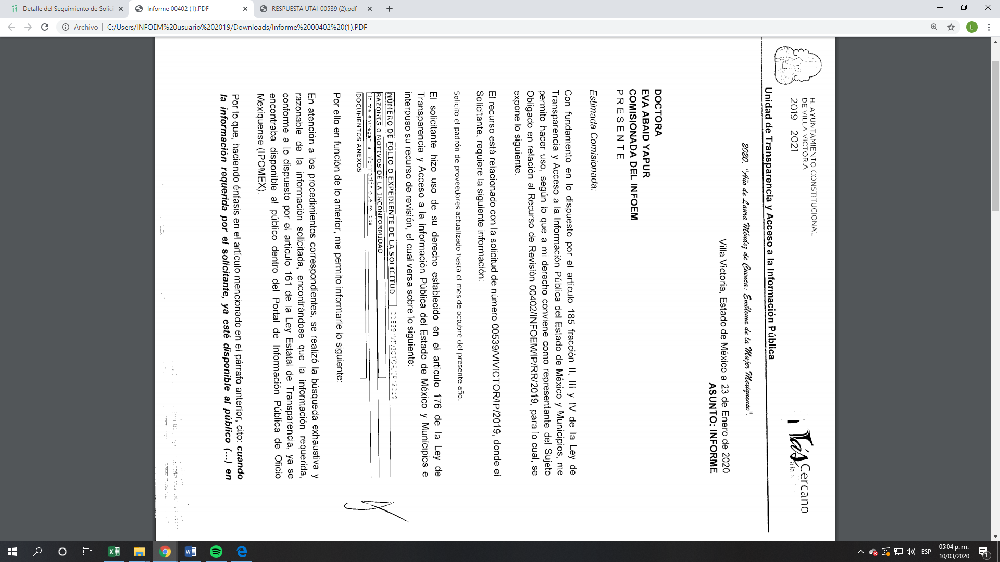 Detalle del Seguimiento de Solici
Informe 00402 (1).PDF
RESPUESTA UTAI-00539 (2).pdf
Archivo
C:/Users/INFOEM%20usuario%202019/Downloads/Informe%2000402%20(1).PDF
L
H. AYUNTAMIENTO CONSTITUCIONAL
DE VILLA VICTORIA
2019 - 2021
Más Cercano
Unidad de Transparencia y Acceso a la Información Pública
2020. "Año de Laura Méndez de Cuenca; Emblema de la Mujer Mexiquense".
Villa Victoria, Estado de México a 23 de Enero de 2020
ASUNTO: INFORME
DOCTORA
EVA ABAID YAPUR
COMISIONADA DEL INFOEM
P R E S E N T E
Estimada Comisionada:
Con fundamento en lo dispuesto por el artículo 185 fracción II, III y IV de la Ley de
Transparencia y Acceso a la Información Pública del Estado de México y Municipios, me
permito hacer uso, según lo que a mi derecho conviene como representante del Sujeto
Obligado en relación al Recurso de Revisión 00402/INFOEM/IP/RR/2019, para lo cual, se
expone lo siguiente.
El recurso está relacionado con la solicitud de número 00539/VIVICTOR/IP/2019, donde el
Solicitante, requiere la siguiente información:
Solicito el padrón de proveedores actualizado hasta el mes de octubre del presente año.
El solicitante hizo uso de su derecho establecido en el artículo 176 de la Ley de
Transparencia y Acceso a la Información Pública del Estado de México y Municipios e
interpuso su recurso de revisión, el cual versa sobre lo siguiente:
NÚMERO DE FOLIO O EXPEDIENTE DE LA SOLICITUD 00539/VIVICTOR/IP/2019
RAZONES O MOTIVOS DE LA INCONFORMIDAD
DOCUMENTOS ANEXOS
Por ello en función de lo anterior, me permito informarle lo siguiente:
En atención a los procedimientos correspondientes, se realizó la búsqueda exhaustiva y
razonable de la información solicitada, encontrándose que la información requerida,
conforme a lo dispuesto por el artículo 161 de la Ley Estatal de Transparencia, ya se
encontraba disponible al público dentro del Portal de Información Pública de Oficio
Mexiquense (IPOMEX).
Por lo que, haciendo énfasis en el artículo mencionado en el párrafo anterior, cito: cuando
la información requerida por el solicitante, ya esté disponible al público (...) en
ESP
05:04 p. m.
10/03/2020
1